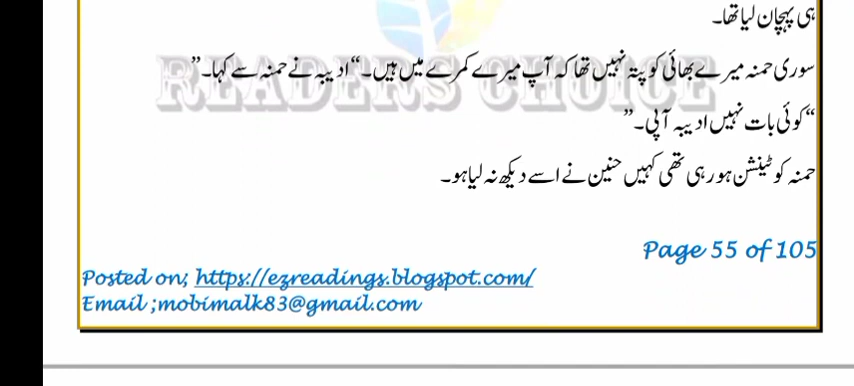 ہی پہچان لیا تھا۔
سوری حمنہ میرے بھائی کو پتہ نہیں تھا کہ آپ میرے کمرے میں ہیں۔“ادیبہ نے حمنہ سے کہا۔”
READERS CHOICE
“کوئی بات نہیں ادیبہ آپی۔”
حمنہ کو ٹینشن ہو رہی تھی کہیں حنین نے اسے دیکھ نہ لیا ہو۔
Page 55 of 105
Posted on; https://ezreadings.blogspot.com/
Email ;mobimalk83@gmail.com